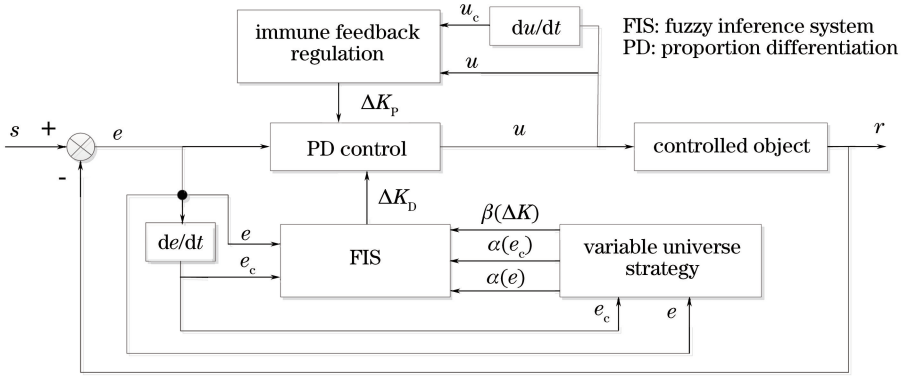 u_c
du/dt
immune feedback
regulation
u
FIS: fuzzy inference system
PD: proportion differentiation
ΔK_P
s
+
e
PD control
u
controlled object
r
-
ΔK_D
β(ΔK)
de/dt
e
FIS
α(e_c)
variable universe
strategy
e_c
α(e)
e_c
e